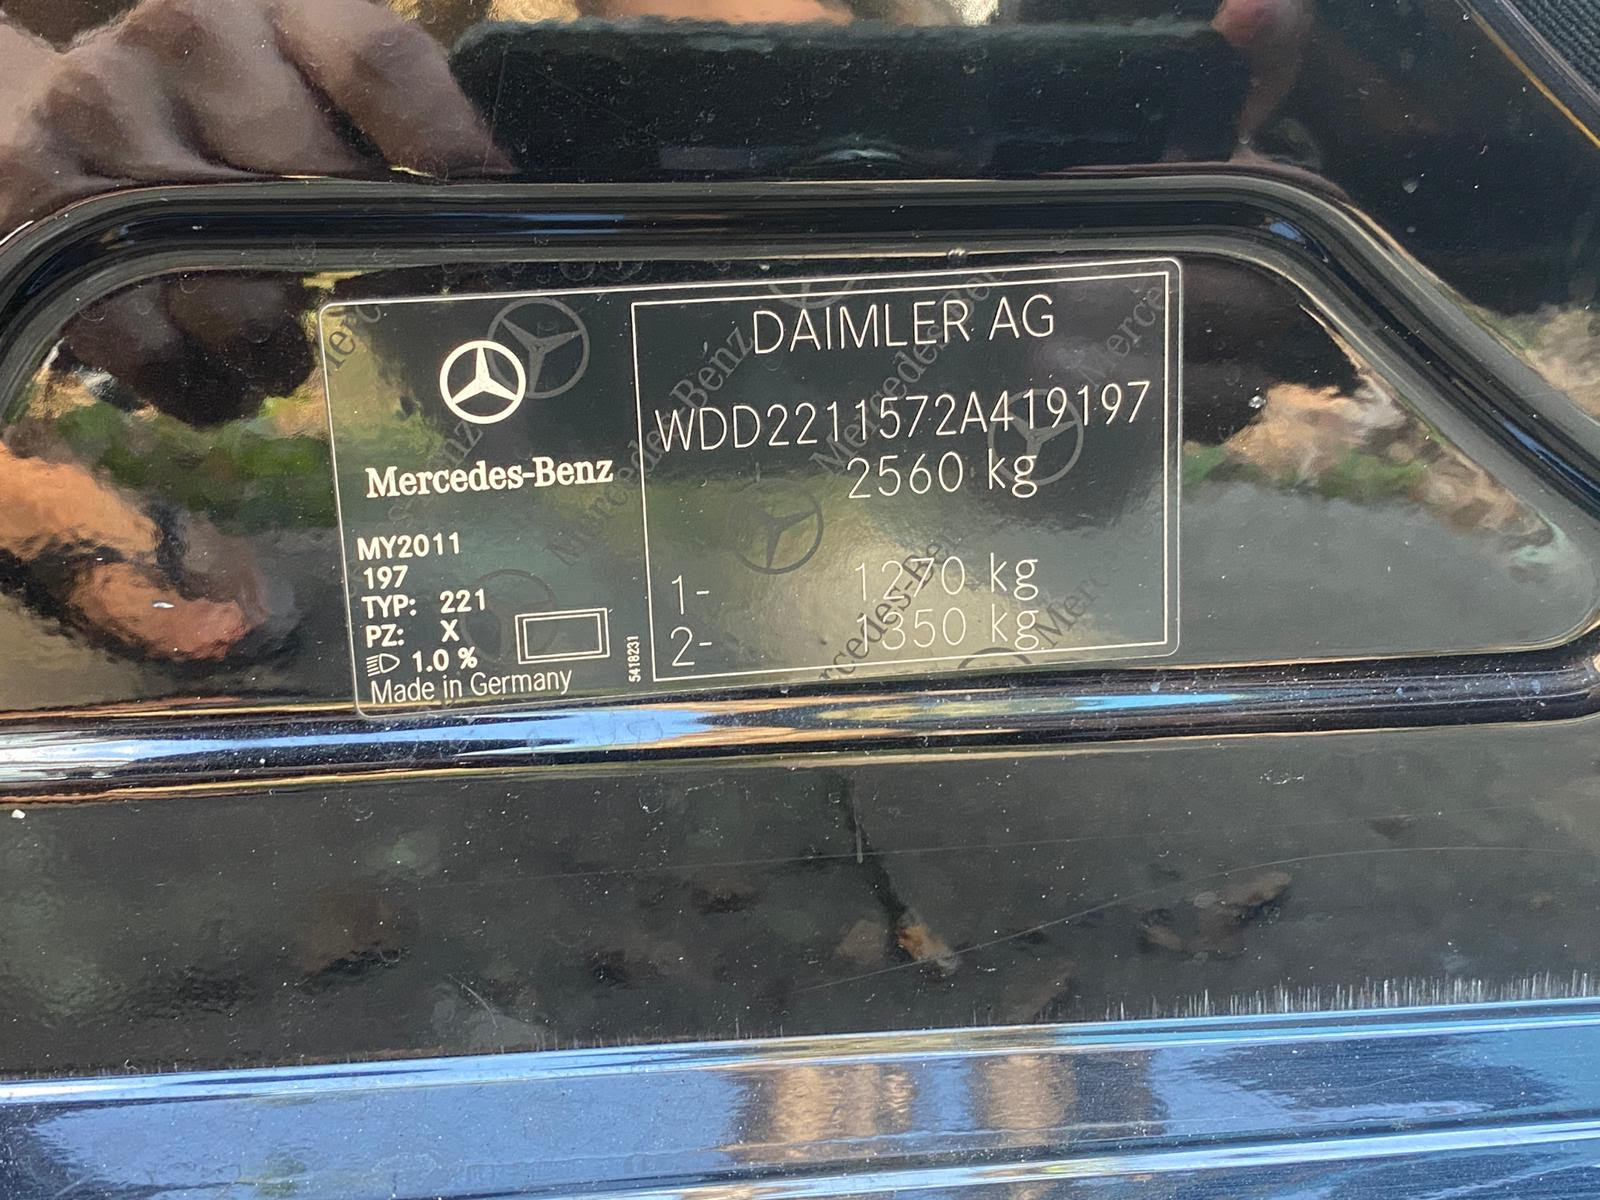 Mercedes-Benz
MY2011
197
TYP: 221
PZ: X
1.0 %
Made in Germany
5418231
DAIMLER AG
WDD2211572A419197
2560 kg
1- 1270 kg
2- 1350 kg